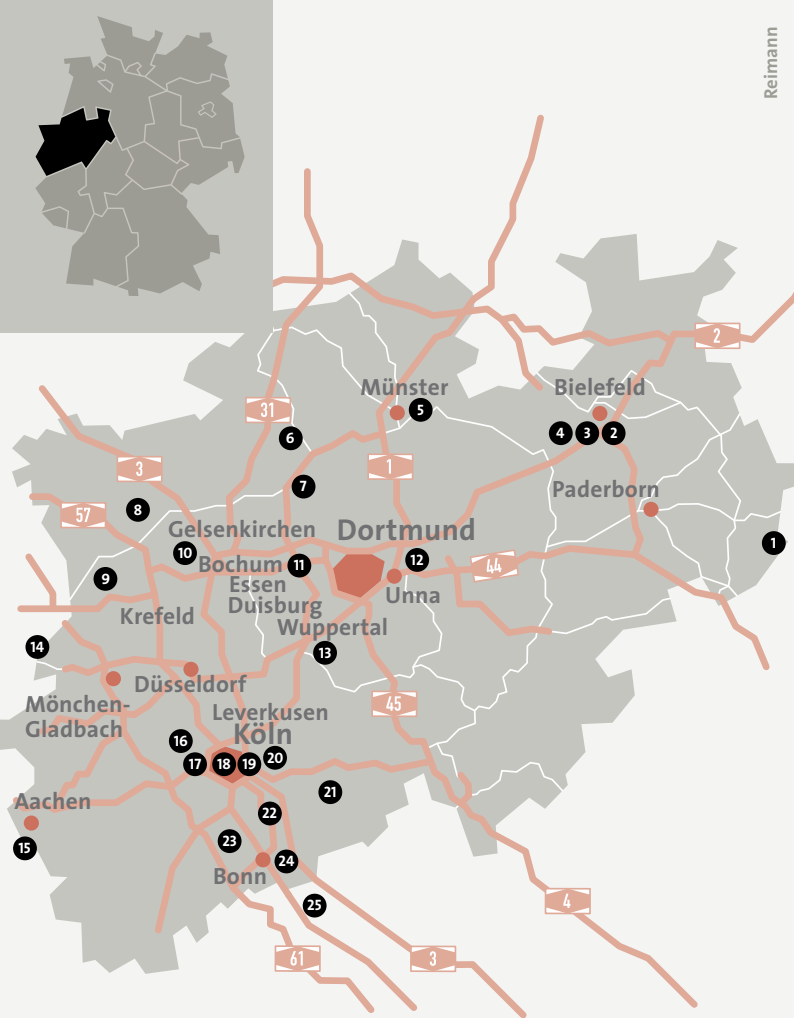 Reimann
2
Münster
Bielefeld
31
5
4
3
2
6
3
1
7
Paderborn
57
8
Gelsenkirchen
Dortmund
1
10
Bochum
11
12
44
9
Essen
Unna
Duisburg
Krefeld
Wuppertal
14
13
Düsseldorf
Mönchen-
Gladbach
45
Leverkusen
Köln
16
17
18
19
20
21
Aachen
22
15
23
24
Bonn
25
4
61
3